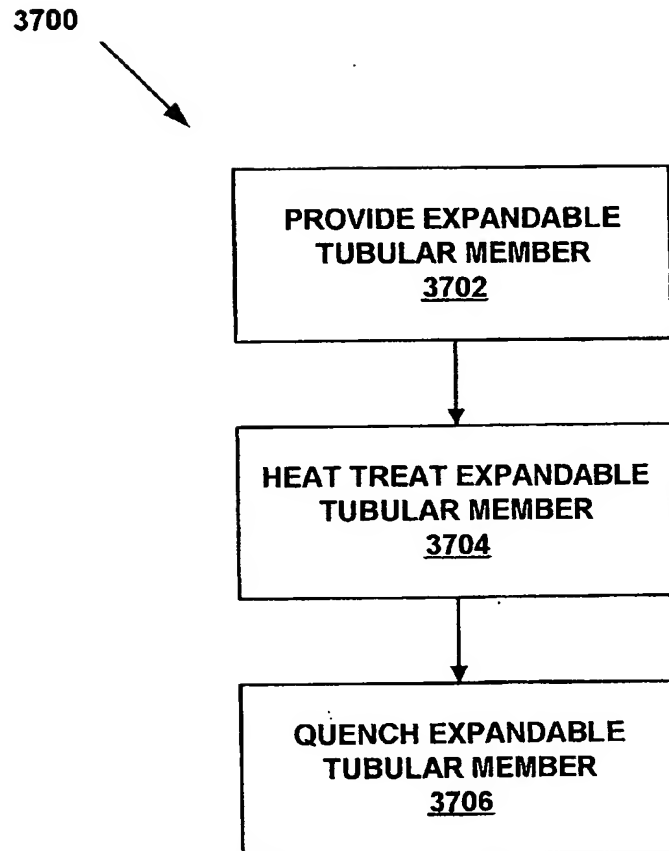 3700
PROVIDE EXPANDABLE
TUBULAR MEMBER
3702
HEAT TREAT EXPANDABLE
TUBULAR MEMBER
3704
QUENCH EXPANDABLE
TUBULAR MEMBER
3706